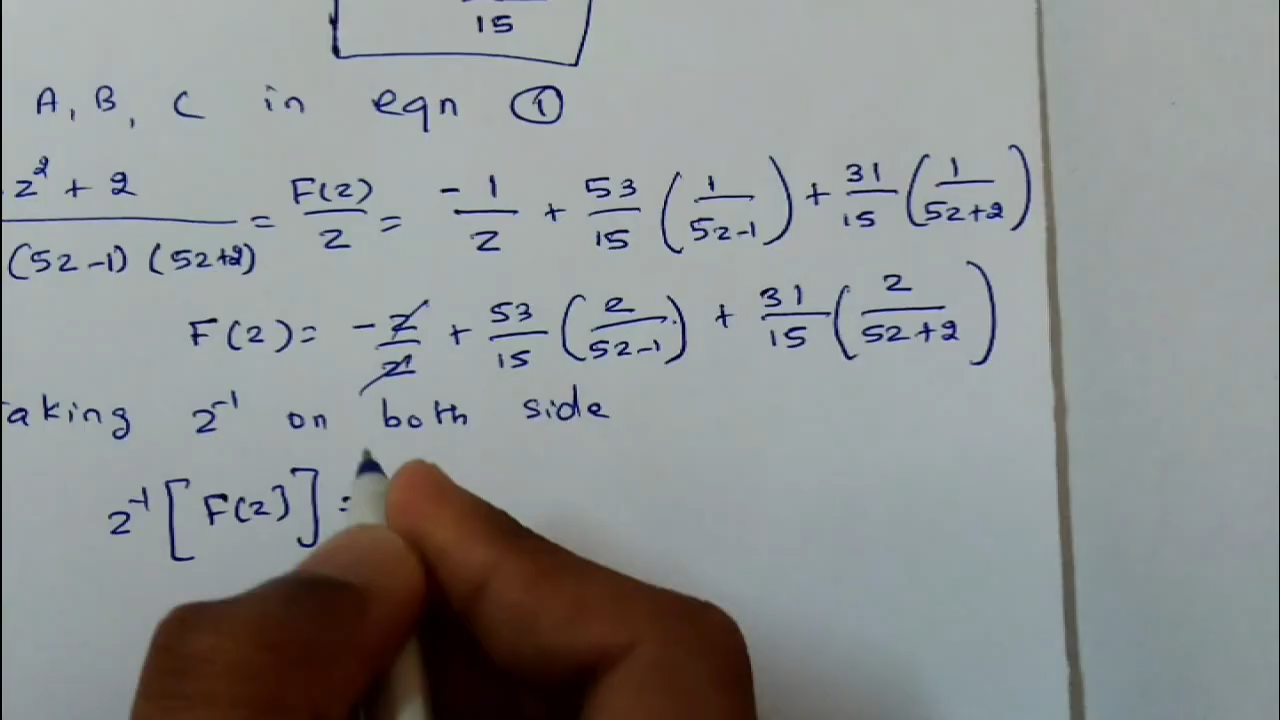 15
A, B, C in eqn ①
z² + 2 / (5z-1) (5z+2) = F(z)/z = -1/z + 53/15 (1/5z-1) + 31/15 (1/5z+2)
F(z) = -z/z + 53/15 (z/5z-1) + 31/15 (z/5z+2)
aking z⁻¹ on both side
z⁻¹ [F(z)] =